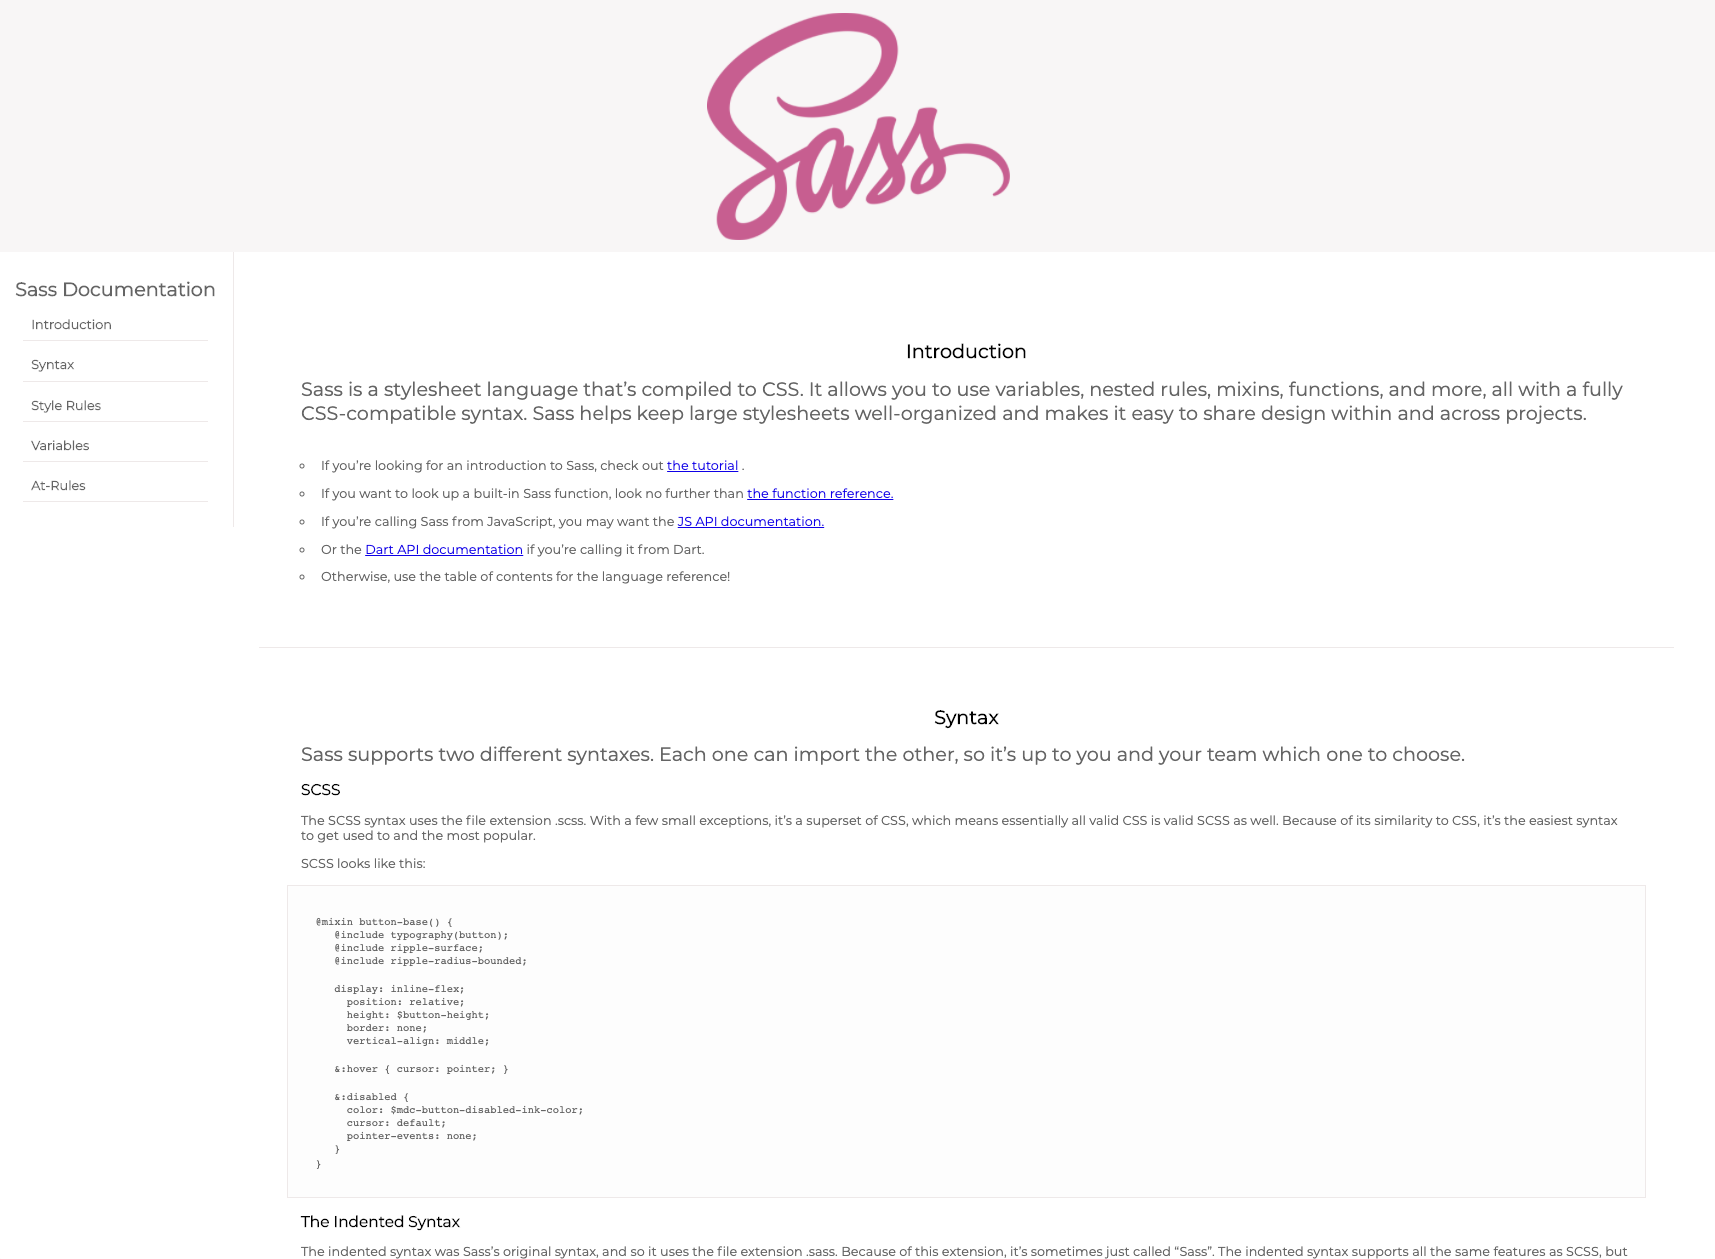 Sass
Sass Documentation
Introduction
Syntax
Style Rules
Variables
At-Rules
Introduction
Sass is a stylesheet language that’s compiled to CSS. It allows you to use variables, nested rules, mixins, functions, and more, all with a fully
CSS-compatible syntax. Sass helps keep large stylesheets well-organized and makes it easy to share design within and across projects.
If you’re looking for an introduction to Sass, check out the tutorial .
If you want to look up a built-in Sass function, look no further than the function reference.
If you’re calling Sass from JavaScript, you may want the JS API documentation.
Or the Dart API documentation if you’re calling it from Dart.
Otherwise, use the table of contents for the language reference!
Syntax
Sass supports two different syntaxes. Each one can import the other, so it’s up to you and your team which one to choose.
SCSS
The SCSS syntax uses the file extension .scss. With a few small exceptions, it’s a superset of CSS, which means essentially all valid CSS is valid SCSS as well. Because of its similarity to CSS, it’s the easiest syntax
to get used to and the most popular.
SCSS looks like this:
@mixin button-base() {
@include typography(button);
@include ripple-surface;
@include ripple-radius-bounded;
display: inline-flex;
position: relative;
height: $button-height;
border: none;
vertical-align: middle;
&:hover { cursor: pointer; }
&:disabled {
color: $mdc-button-disabled-ink-color;
cursor: default;
pointer-events: none;
}
}
The Indented Syntax
The indented syntax was Sass’s original syntax, and so it uses the file extension .sass. Because of this extension, it’s sometimes just called “Sass”. The indented syntax supports all the same features as SCSS, but